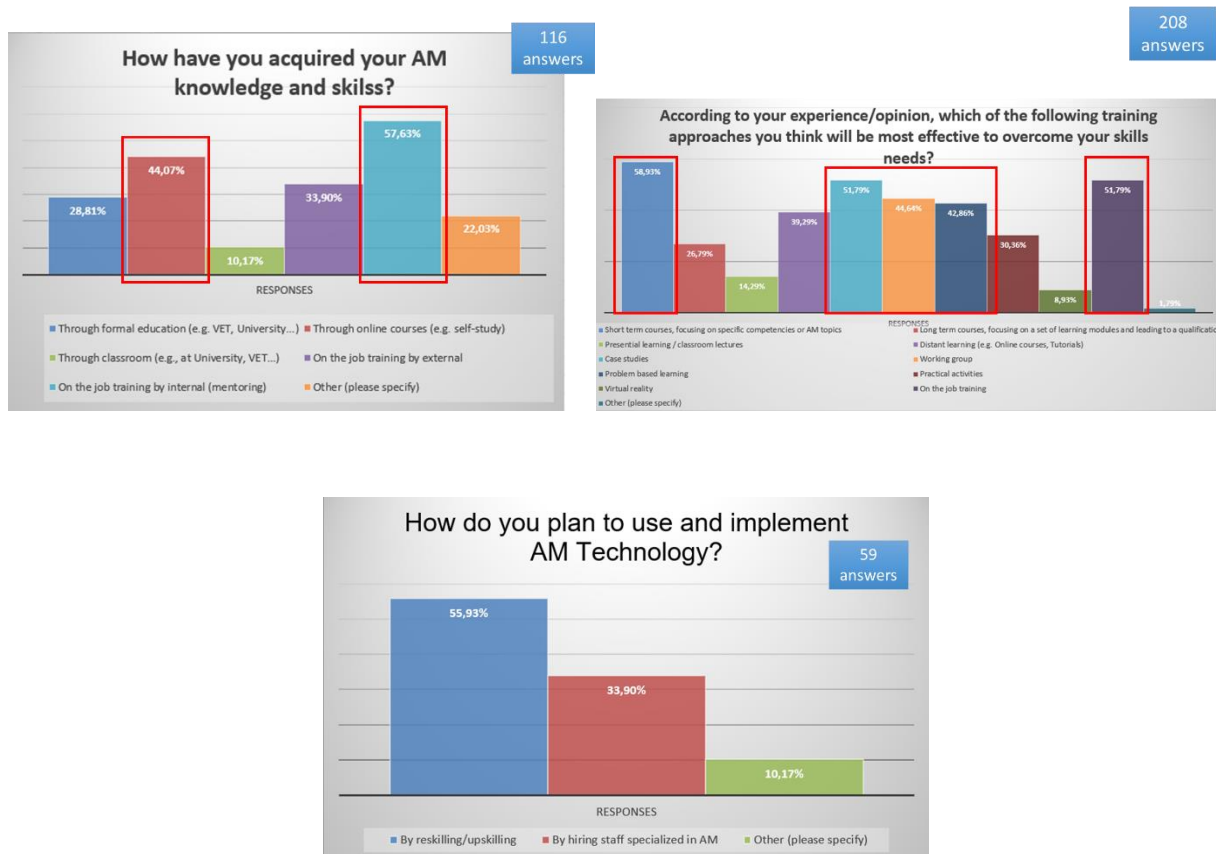 116
answers
How have you acquired your AM
knowledge and skilss?
57,63%
44,07%
33,90%
28,81%
22,03%
10,17%
RESPONSES
Through formal education (e.g. VET, University...) Through online courses (e.g. self-study)
Through classroom (e.g., at University, VET...) On the job training by external
On the job training by internal (mentoring) Other (please specify)
208
answers
According to your experience/opinion, which of the following training
approaches you think will be most effective to overcome your skills
needs?
58,93%
51,79%
51,79%
44,64%
42,86%
39,29%
30,36%
26,79%
14,29%
8,93%
1,79%
RESPONSES
Short term courses, focusing on specific competencies or AM topics Long term courses, focusing on a set of learning modules and leading to a qualificatio
Presential learning / classroom lectures Distant learning (e.g. Online courses, Tutorials)
Case studies Working group
Problem based learning Practical activities
Virtual reality On the job training
Other (please specify)
How do you plan to use and implement
AM Technology?
59
answers
55,93%
33,90%
10,17%
RESPONSES
By reskilling/upskilling By hiring staff specialized in AM Other (please specify)